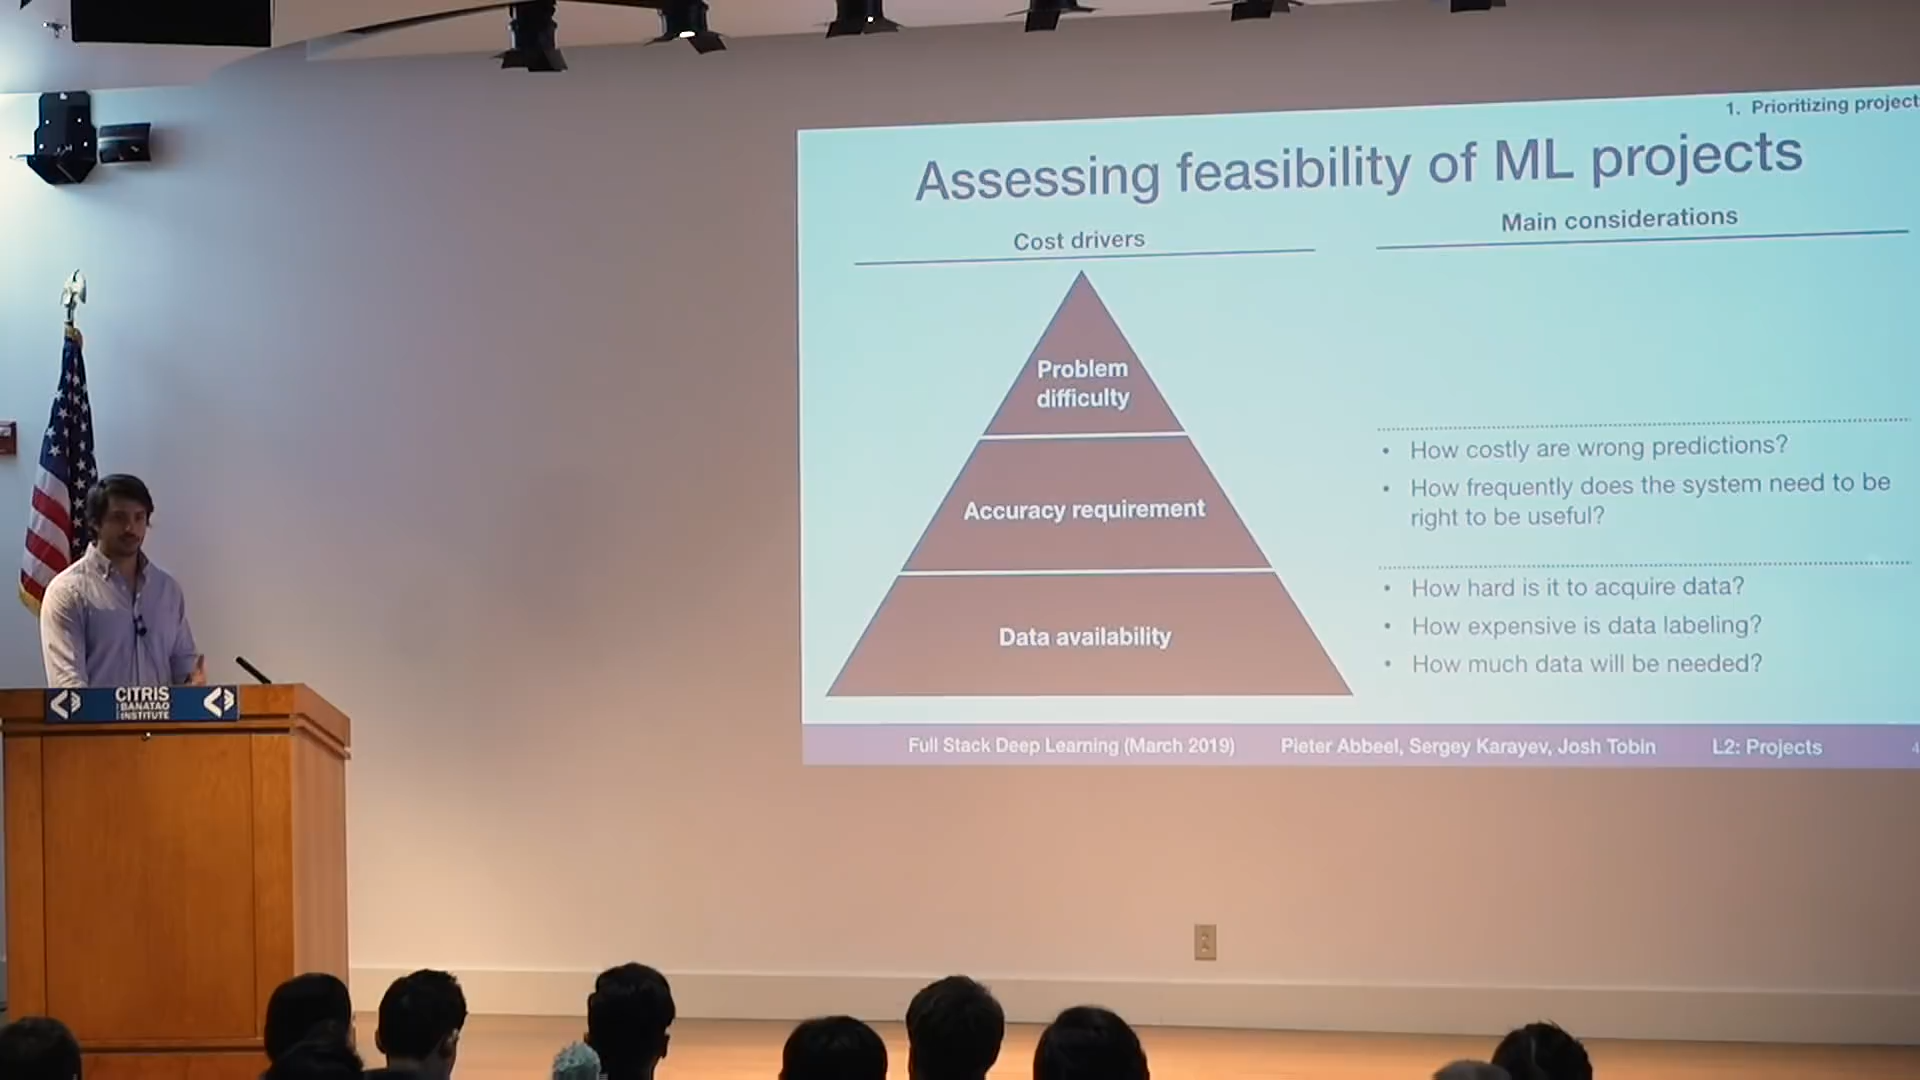 1. Prioritizing project
Assessing feasibility of ML projects
Cost drivers
Main considerations
Problem
difficulty
Accuracy requirement
Data availability
• How costly are wrong predictions?
• How frequently does the system need to be
right to be useful?
• How hard is it to acquire data?
• How expensive is data labeling?
• How much data will be needed?
Full Stack Deep Learning (March 2019) Pieter Abbeel, Sergey Karayev, Josh Tobin L2: Projects 4
CITRIS
BANATAO
INSTITUTE